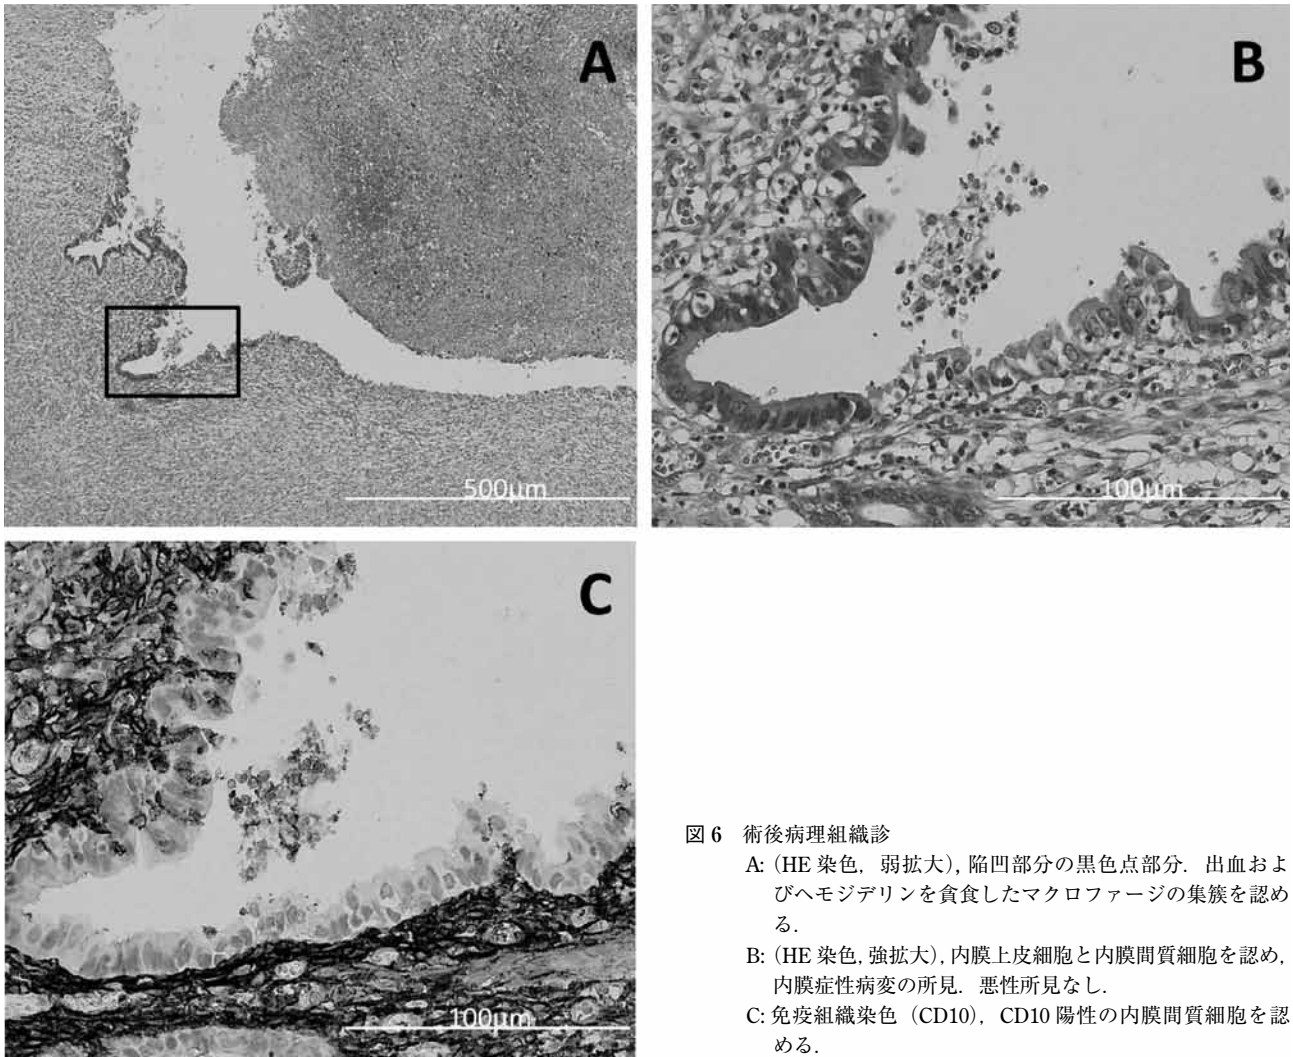 A
500μm
B
100μm
C
100μm
図 6 術後病理組織診
A: (HE 染色, 弱拡大), 陥凹部分の黒色点部分. 出血およ
びヘモジデリンを貪食したマクロファージの集簇を認め
る.
B: (HE 染色, 強拡大), 内膜上皮細胞と内膜間質細胞を認め,
内膜症性病変の所見. 悪性所見なし.
C: 免疫組織染色 (CD10), CD10 陽性の内膜間質細胞を認
める.